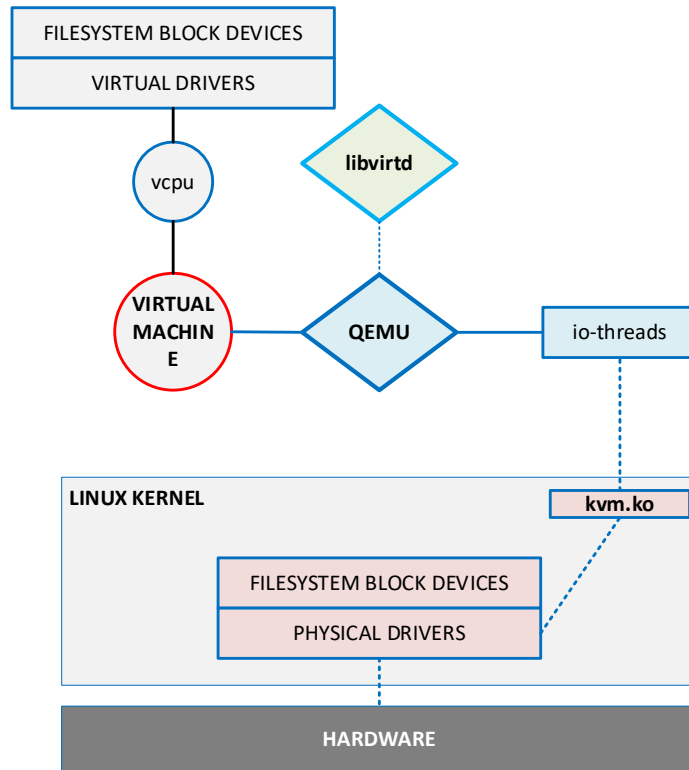 FILESYSTEM BLOCK DEVICES
VIRTUAL DRIVERS
vcpu
libvirtd
VIRTUAL
MACHIN
E
QEMU
io-threads
LINUX KERNEL
kvm.ko
FILESYSTEM BLOCK DEVICES
PHYSICAL DRIVERS
HARDWARE